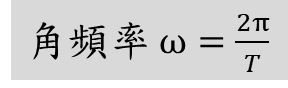 角頻率 ω = 2π/T